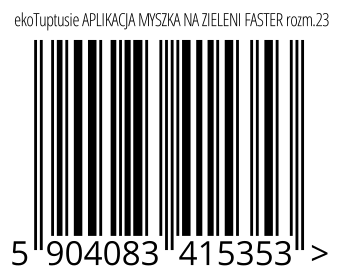 ekoTuptusie APLIKACJA MYSZKA NA ZIELENI FASTER rozm.23
5 904083 415353 >